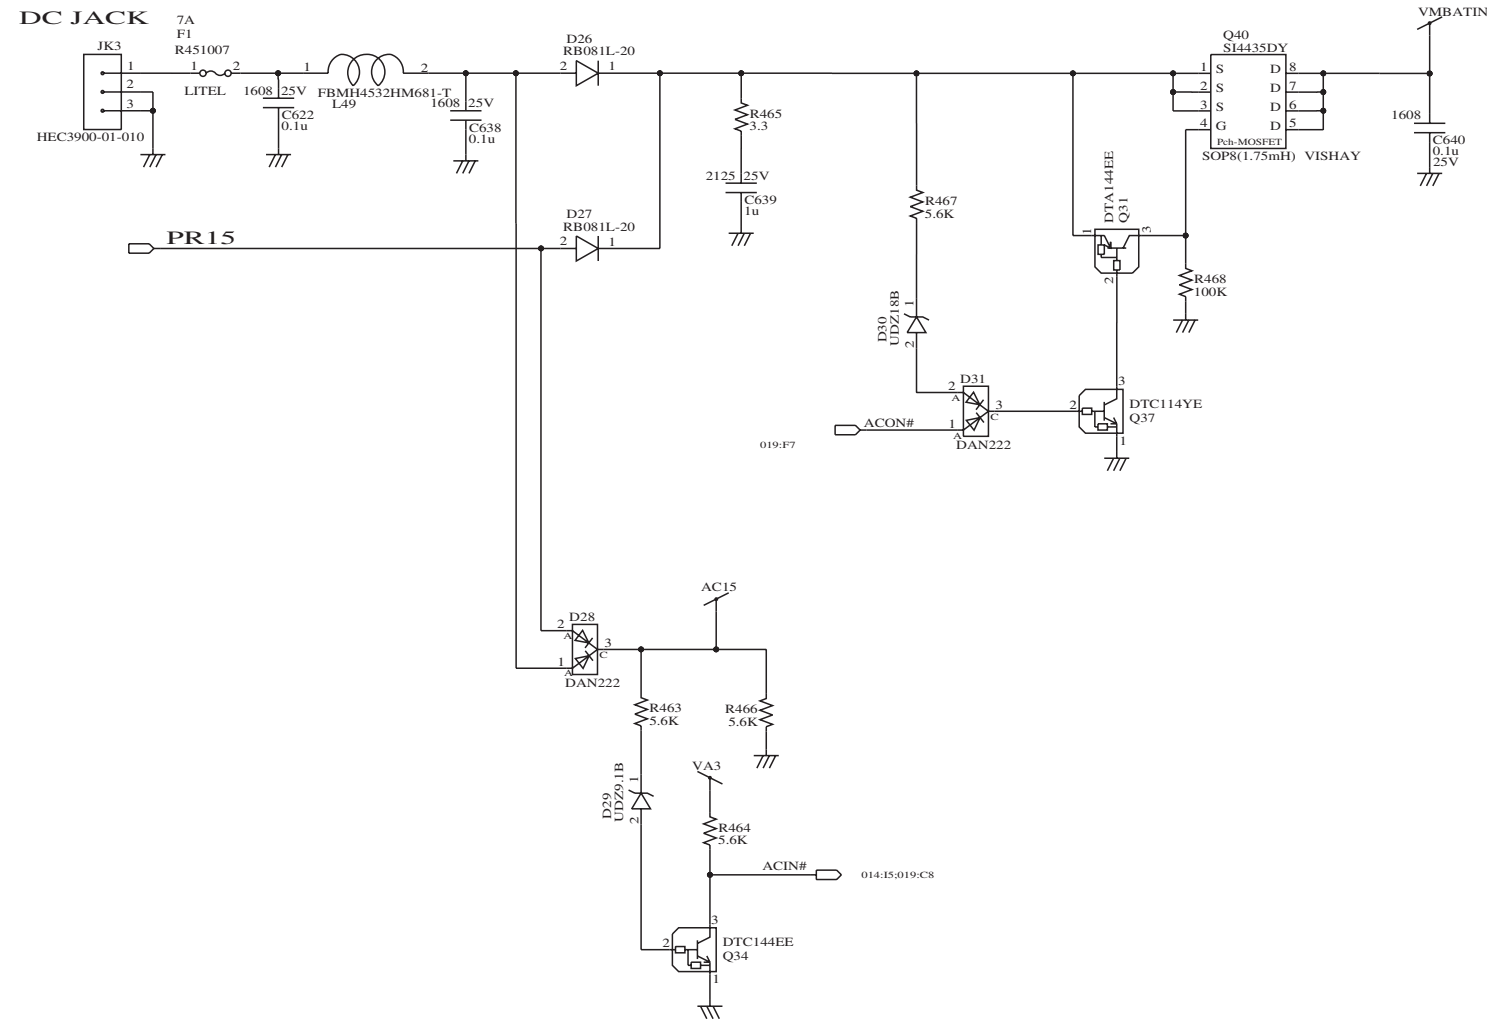 DC JACK
7A
F1
R451007
1 2
LITEL
JK3
1
2
3
HEC3900-01-010
1608 25V
C622
0.1u
1 2
FBMH4532HM681-T
L49
1608 25V
C638
0.1u
D26
RB081L-20
2 1
D27
RB081L-20
2 1
PR15
R465
3.3
2125 25V
C639
1u
R467
5.6K
D30
UDZ18B
1
2
D31
2
A
3
C
1
A
DAN222
ACON#
019:F7
DTA144EE
Q31
1
3
2
R468
100K
2
3
DTC114YE
Q37
1
Q40
SI4435DY
1 S D 8
2 S D 7
3 S D 6
4 G D 5
Pch-MOSFET
SOP8(1.75mH) VISHAY
VMBATIN
1608
C640
0.1u
25V
AC15
D28
2
A
3
C
1
A
DAN222
R463
5.6K
R466
5.6K
D29
UDZ9.1B
1
2
VA3
R464
5.6K
ACIN#
014:I5;019:C8
3
2
DTC144EE
Q34
1